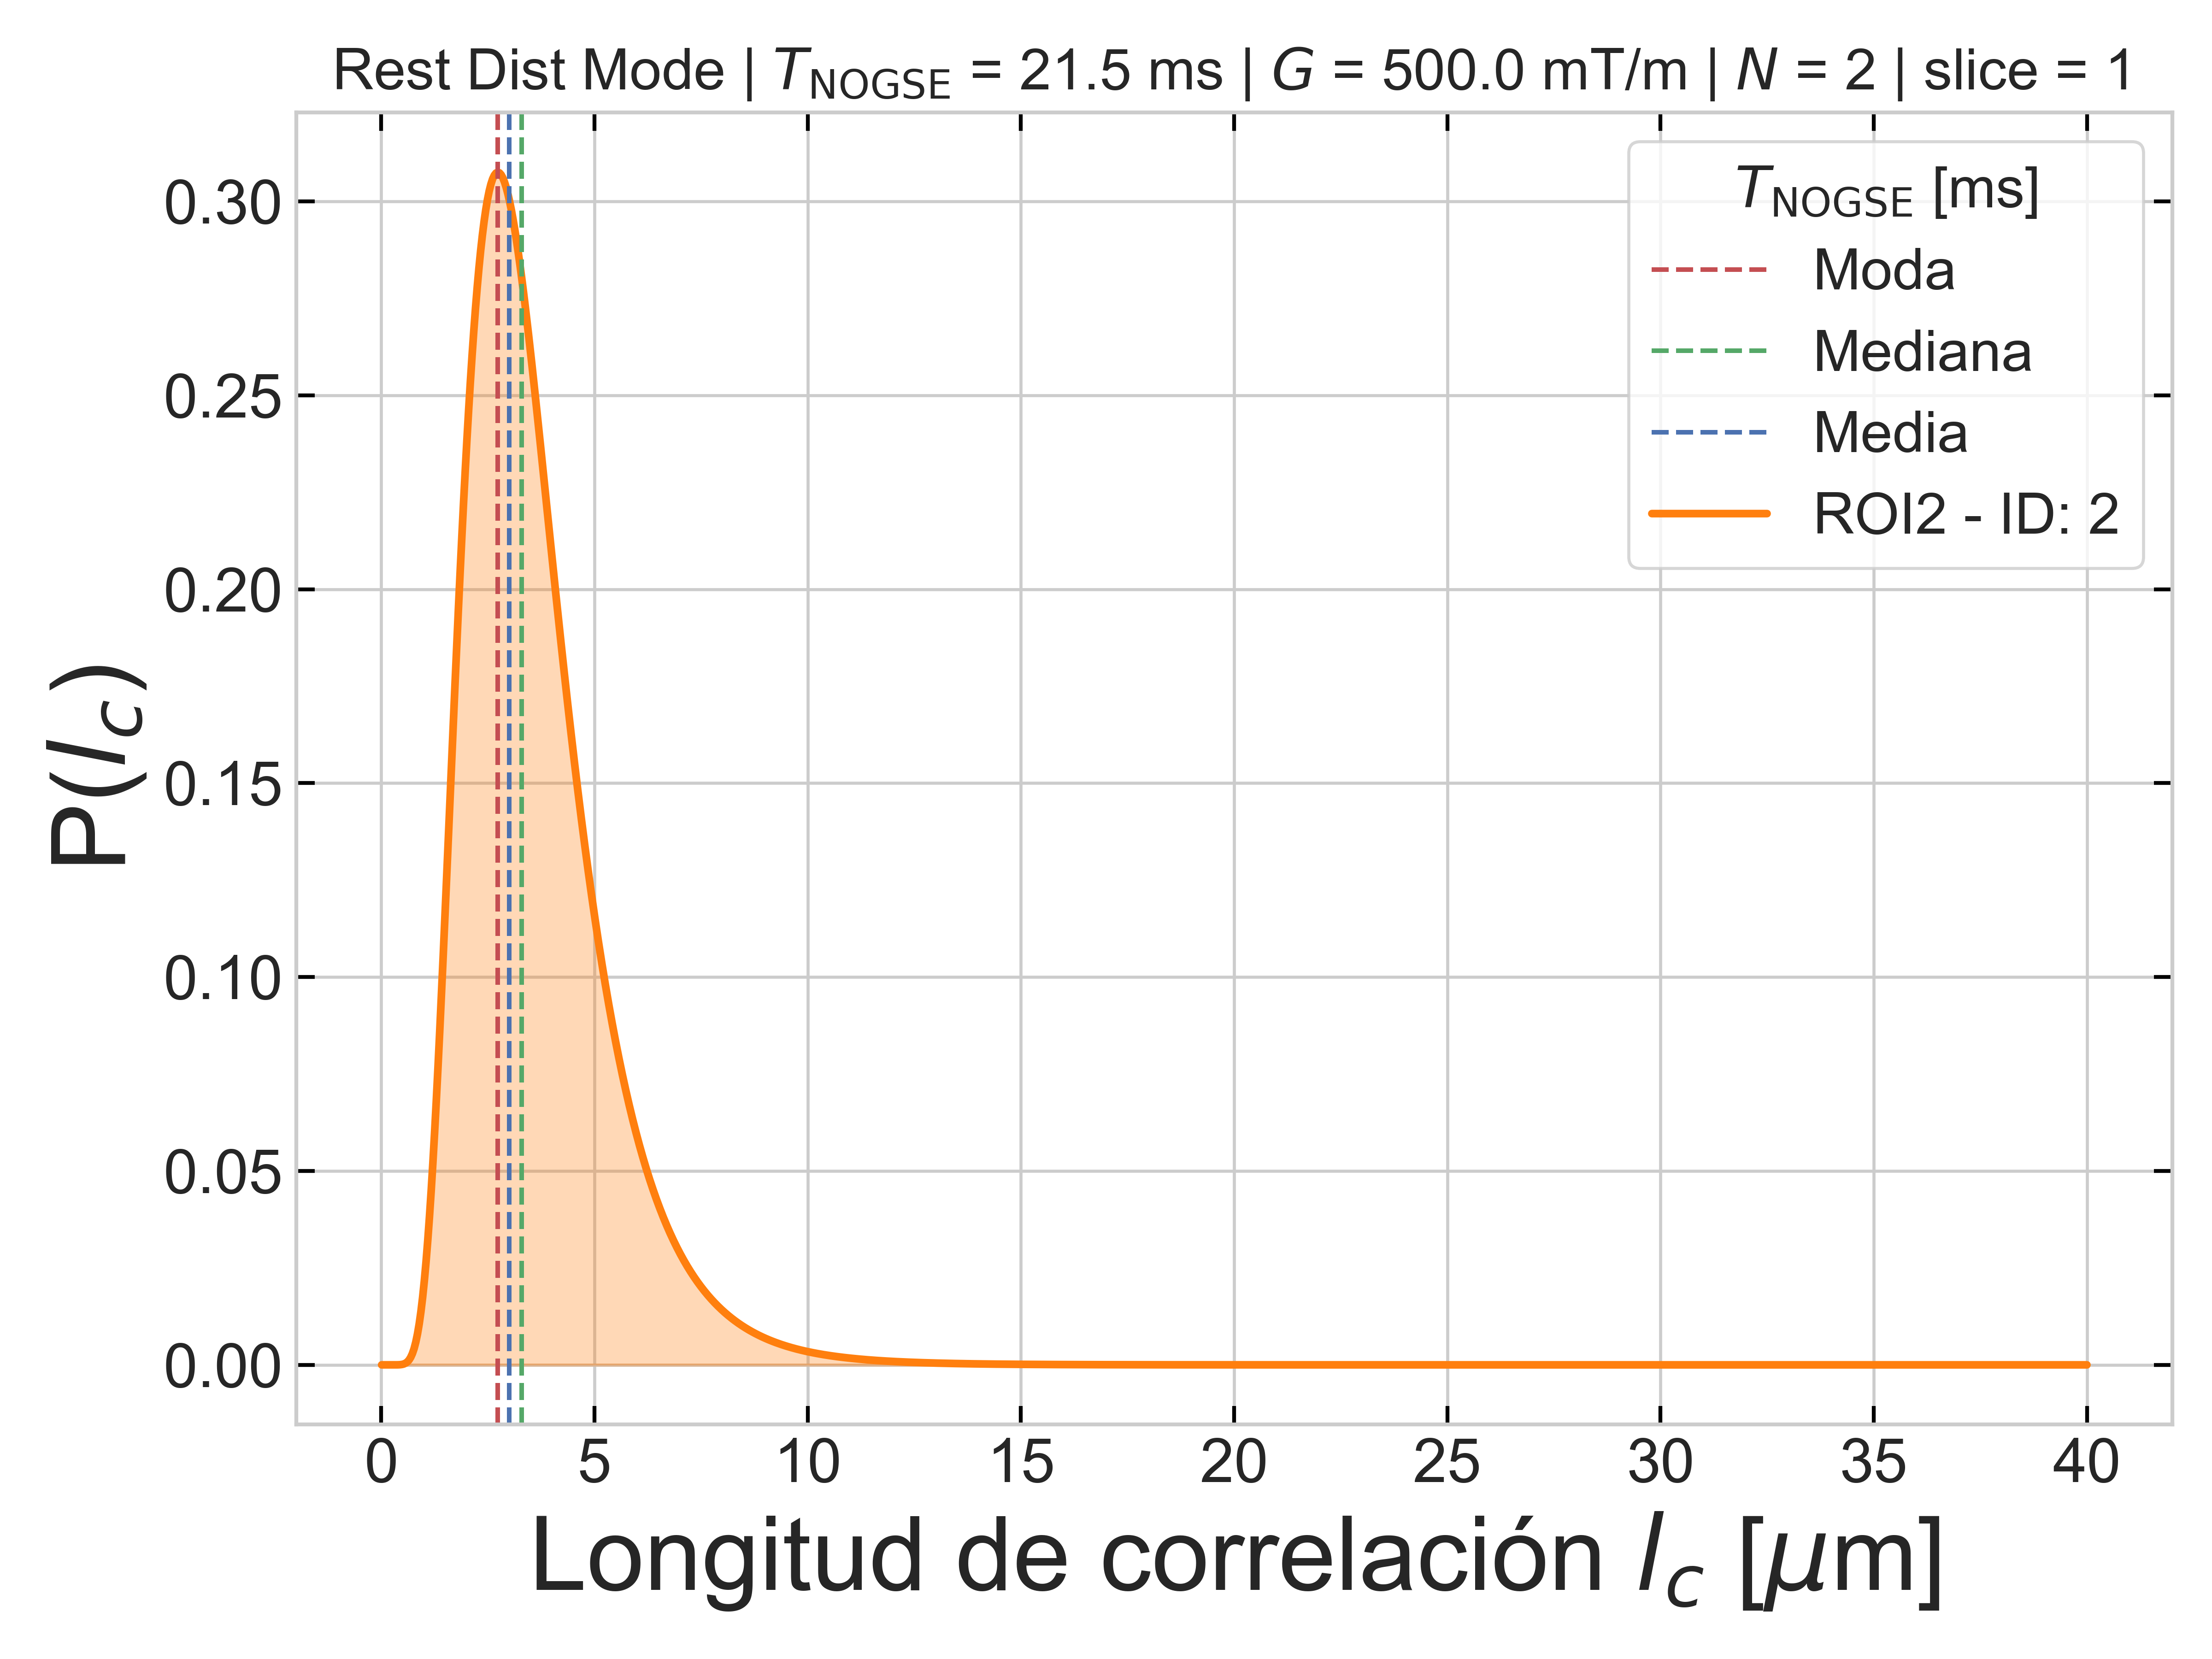 Rest Dist Mode | T_NOGSE = 21.5 ms | G = 500.0 mT/m | N = 2 | slice = 1
T_NOGSE [ms]
Moda
Mediana
Media
ROI2 - ID: 2
P(l_c)
0.30
0.25
0.20
0.15
0.10
0.05
0.00
0 5 10 15 20 25 30 35 40
Longitud de correlación l_c [μm]